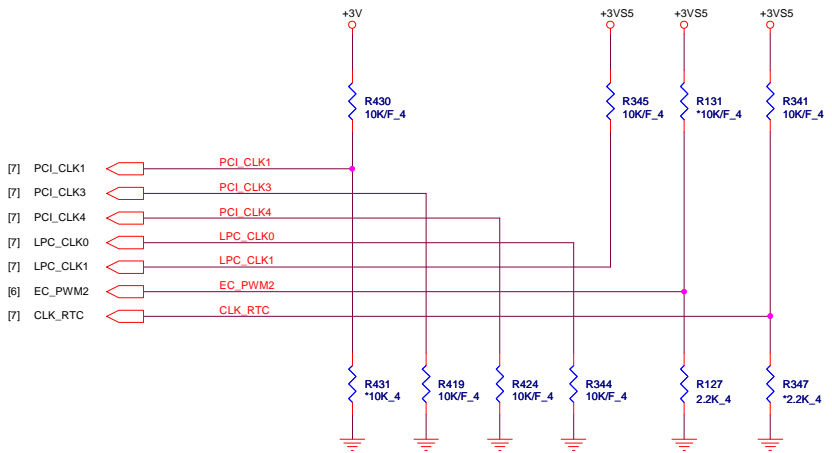 +3V
+3VS5
+3VS5
+3VS5
R430
10K/F_4
R345
10K/F_4
R131
*10K/F_4
R341
10K/F_4
[7] PCI_CLK1 PCI_CLK1
[7] PCI_CLK3 PCI_CLK3
[7] PCI_CLK4 PCI_CLK4
[7] LPC_CLK0 LPC_CLK0
[7] LPC_CLK1 LPC_CLK1
[6] EC_PWM2 EC_PWM2
[7] CLK_RTC CLK_RTC
R431
*10K_4
R419
10K/F_4
R424
10K/F_4
R344
10K/F_4
R127
2.2K_4
R347
*2.2K_4